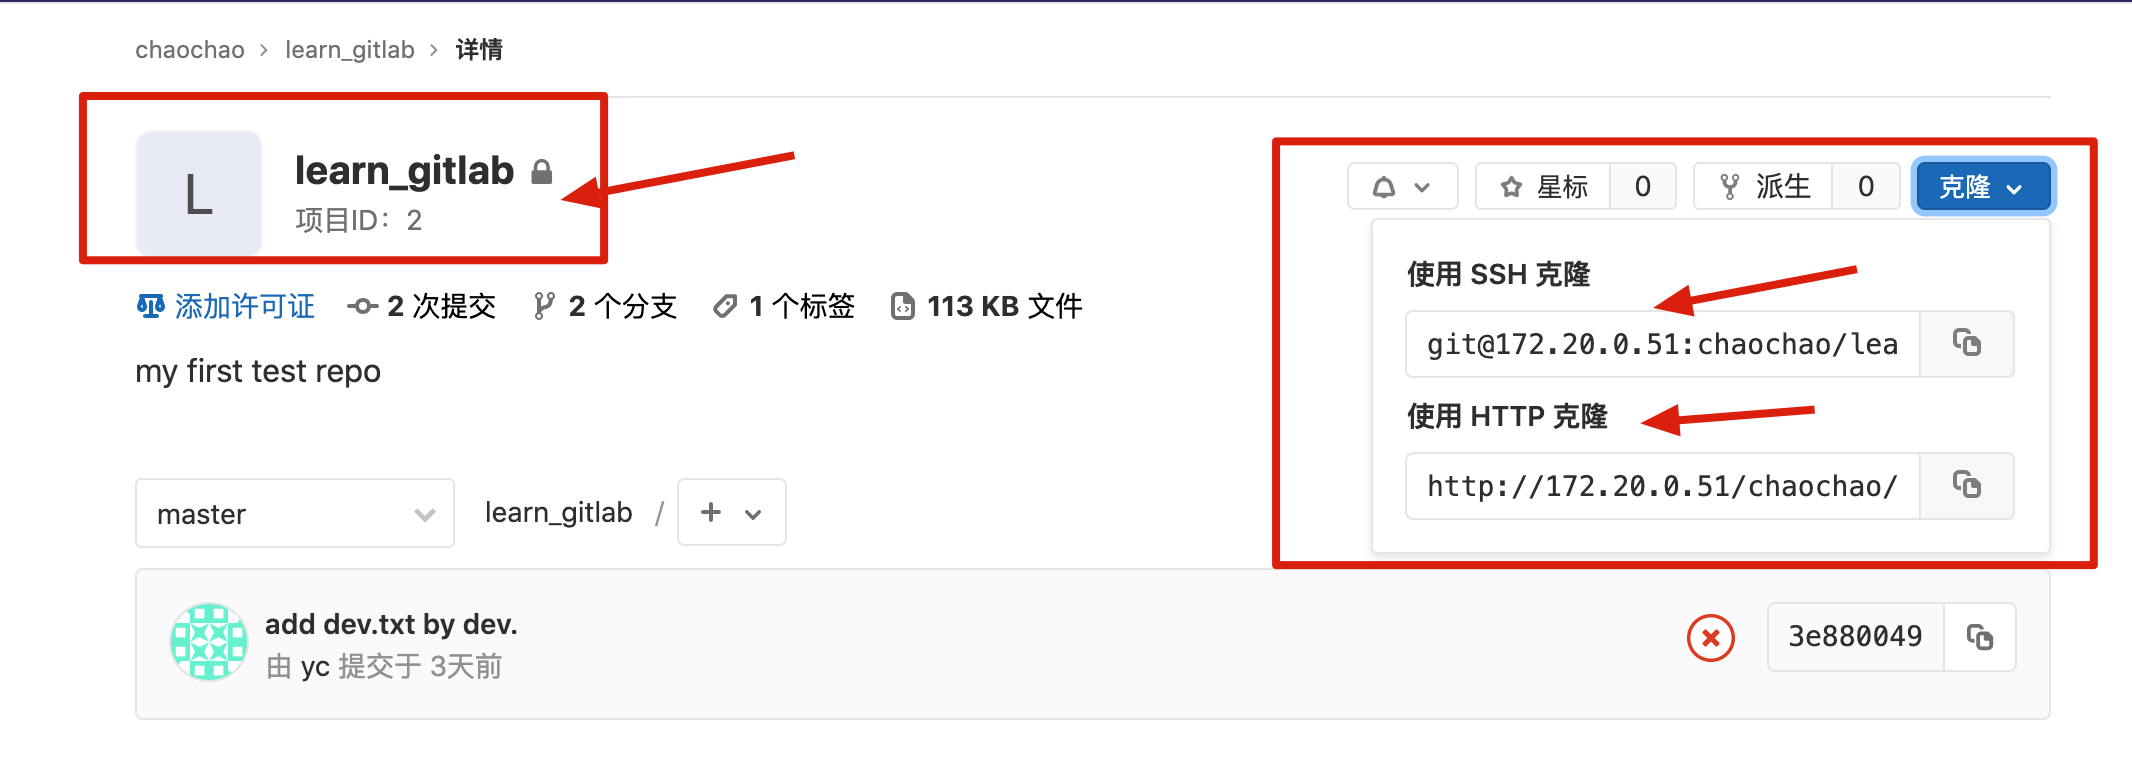 chaochao > learn_gitlab > 详情
L
learn_gitlab
项目ID: 2
星标 0
派生 0
克隆
添加许可证 2 次提交 2 个分支 1 个标签 113 KB 文件
my first test repo
使用 SSH 克隆
git@172.20.0.51:chaochao/lea
使用 HTTP 克隆
http://172.20.0.51/chaochao/
master
learn_gitlab / +
add dev.txt by dev.
由 yc 提交于 3天前
3e880049